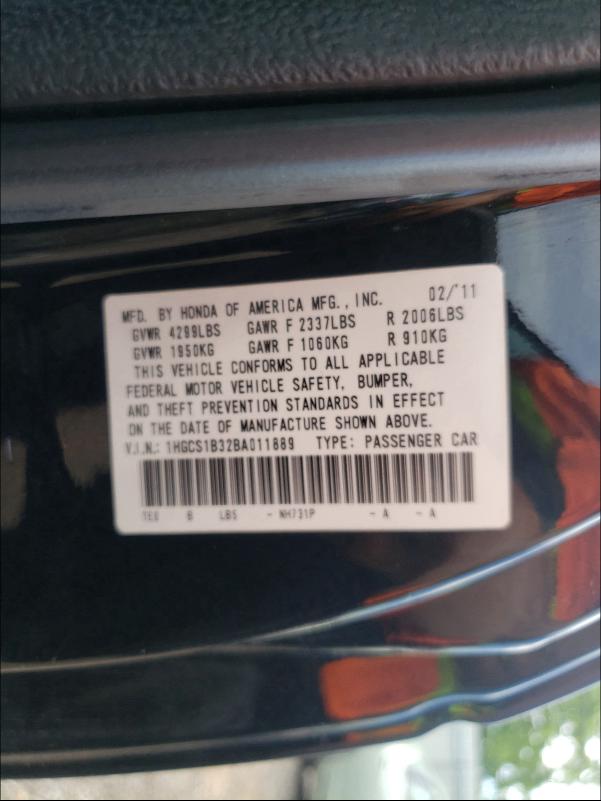 MFD. BY HONDA OF AMERICA MFG., INC. 02/'11
GVWR 4299LBS GAWR F 2337LBS R 2006LBS
GVWR 1950KG GAWR F 1060KG R 910KG
THIS VEHICLE CONFORMS TO ALL APPLICABLE
FEDERAL MOTOR VEHICLE SAFETY, BUMPER,
AND THEFT PREVENTION STANDARDS IN EFFECT
ON THE DATE OF MANUFACTURE SHOWN ABOVE.
V.I.N.: 1HGCS1B32BA011889 TYPE: PASSENGER CAR
NH731P - A - A